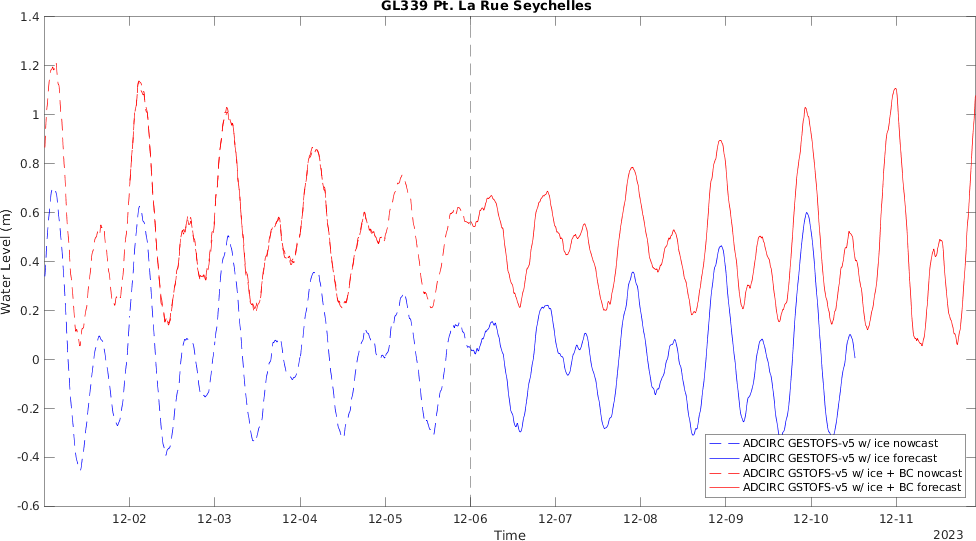 GL339 Pt. La Rue Seychelles
1.4
1.2
1
0.8
0.6
0.4
0.2
0
-0.2
-0.4
-0.6
Water Level (m)
12-02 12-03 12-04 12-05 12-06 12-07 12-08 12-09 12-10 12-11
Time
2023
ADCIRC GESTOFS-v5 w/ ice nowcast
ADCIRC GESTOFS-v5 w/ ice forecast
ADCIRC GSTOFS-v5 w/ ice + BC nowcast
ADCIRC GSTOFS-v5 w/ ice + BC forecast